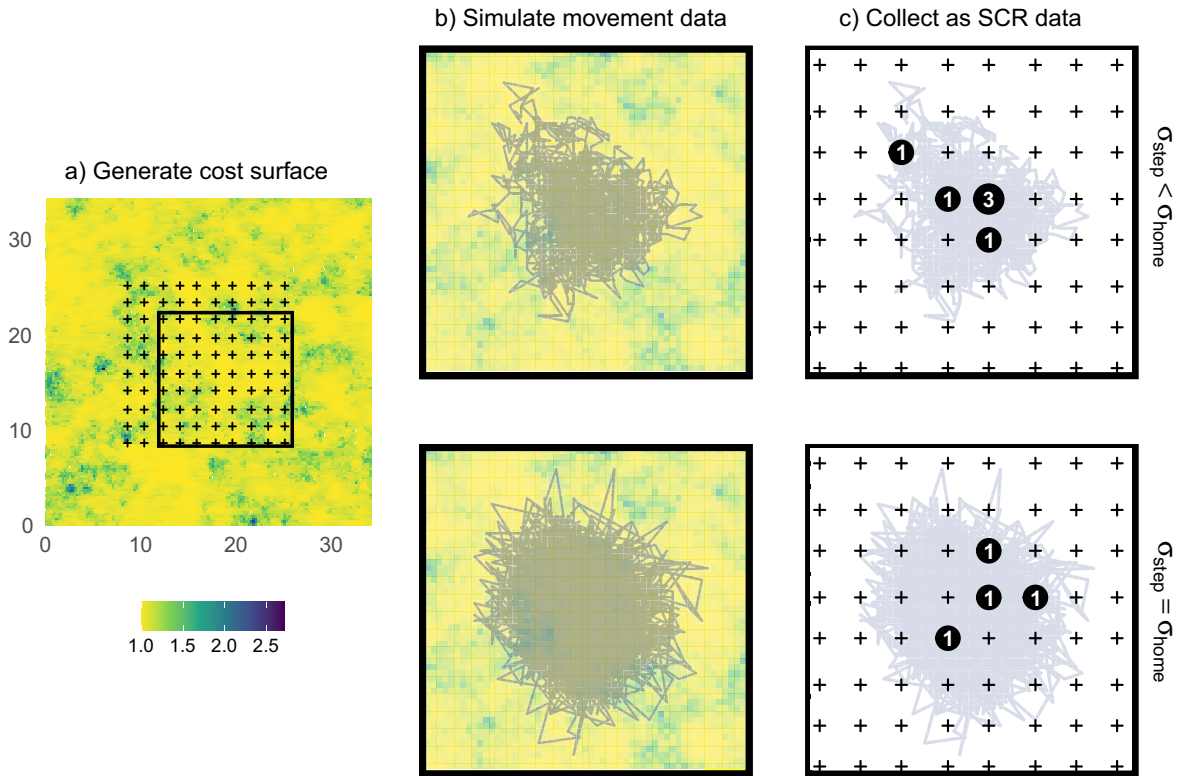 b) Simulate movement data
c) Collect as SCR data
a) Generate cost surface
30
20
10
0
0 10 20 30
1.0 1.5 2.0 2.5
1
1 3
1
σstep < σhome
1
1 1
1
σstep = σhome